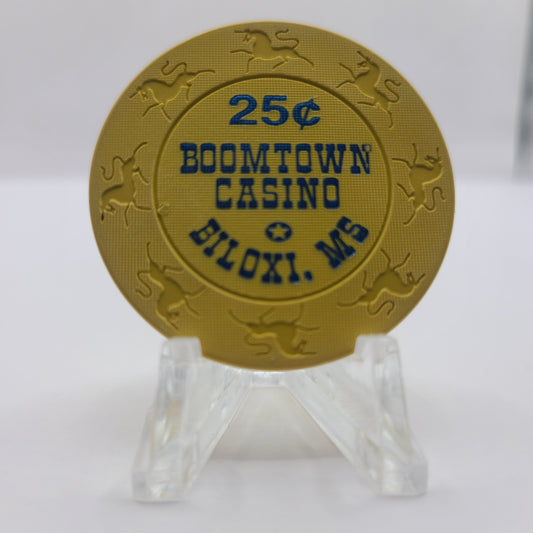 25¢
BOOMTOWN
CASINO
BILOXI, MS